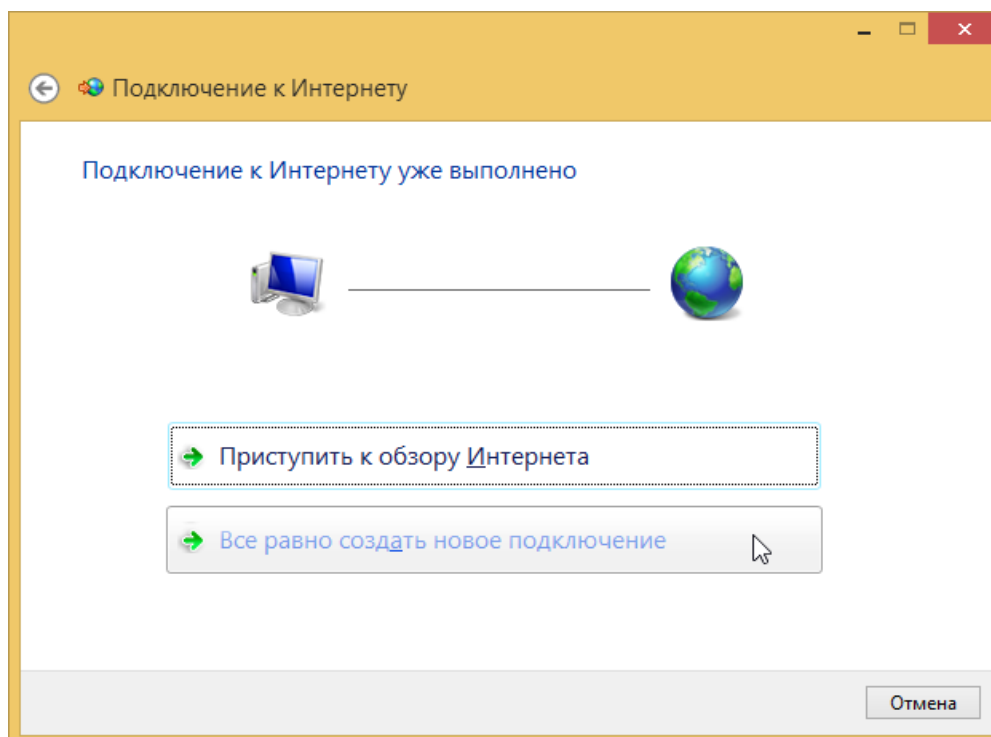 Подключение к Интернету
Подключение к Интернету уже выполнено
Приступить к обзору Интернета
Все равно создать новое подключение
Отмена